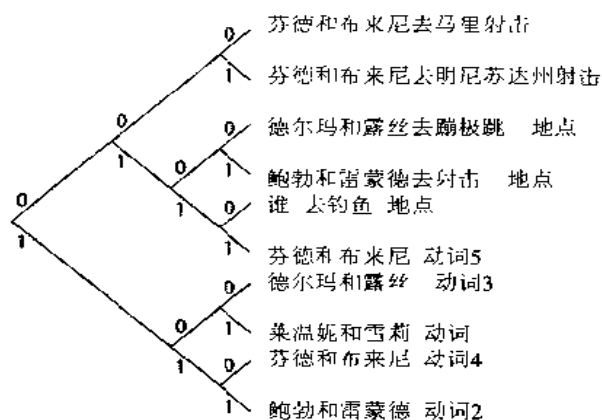 0 芬德和布来尼去马里射击
1 芬德和布来尼去明尼苏达州射击
0
0 德尔玛和露丝去蹦极跳 地点
1 0
1 鲍勃和雷蒙德去射击 地点
0 谁 去钓鱼 地点
0 1
1 芬德和布来尼 动词5
1
0 德尔玛和露丝 动词3
0
1 莱温妮和雪莉 动词
1 0 芬德和布来尼 动词4
1 鲍勃和雷蒙德 动词2